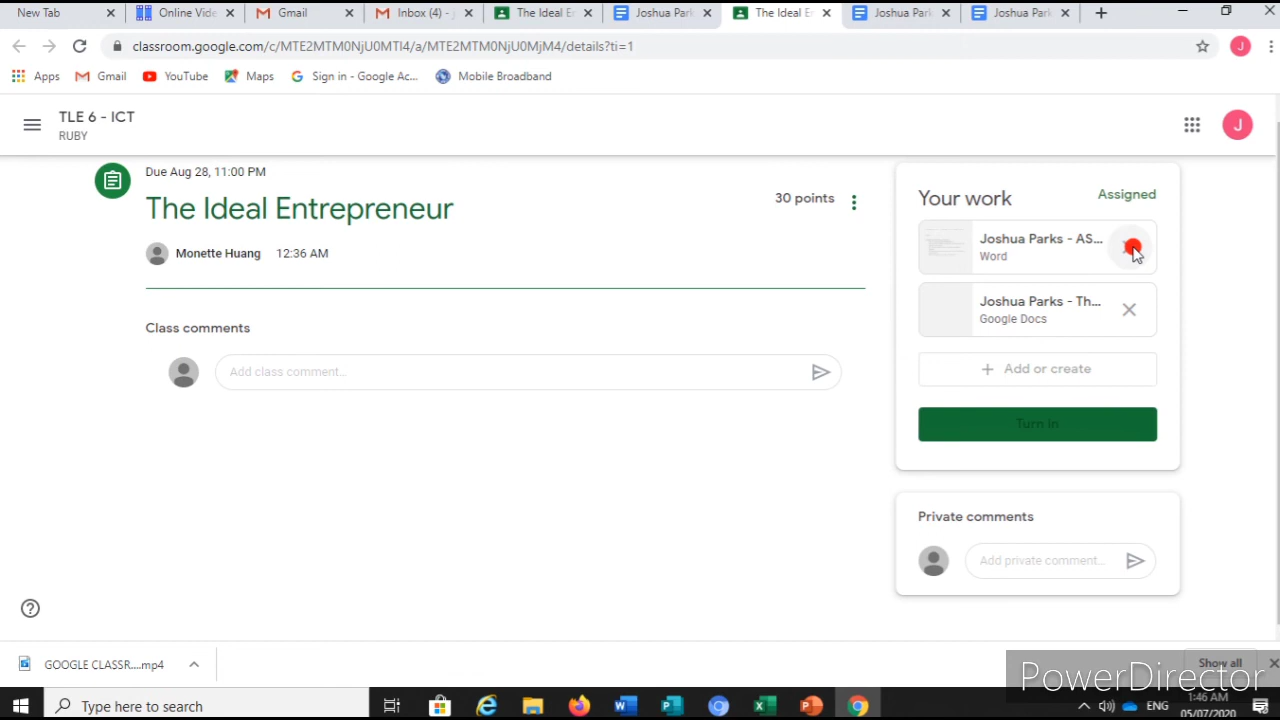 New Tab
Online Vide
Gmail
Inbox (4) -
The Ideal E
Joshua Park
The Ideal E
Joshua Park
Joshua Park
classroom.google.com/c/MTE2MTM0NjU0MTI4/a/MTE2MTM0NjU0MjM4/details?ti=1
J
Apps
Gmail
YouTube
Maps
Sign in - Google Ac...
Mobile Broadband
TLE 6 - ICT
RUBY
J
Due Aug 28, 11:00 PM
The Ideal Entrepreneur
30 points
Monette Huang 12:36 AM
Class comments
Add class comment...
Your work
Assigned
Joshua Parks - AS...
Word
Joshua Parks - Th...
Google Docs
+ Add or create
Turn in
Private comments
Add private comment...
GOOGLE CLASSR....mp4
Show all
PowerDirector
Type here to search
ENG
1:46 AM
05/07/2020